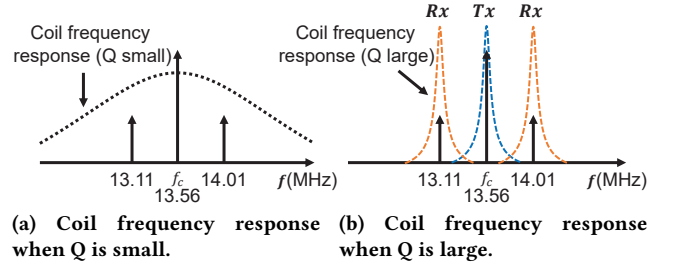 Coil frequency
response (Q small)
13.11
f_c
14.01
f(MHz)
13.56
(a) Coil frequency response
when Q is small.
Rx
Tx
Rx
Coil frequency
response (Q large)
13.11
f_c
14.01
f(MHz)
13.56
(b) Coil frequency response
when Q is large.